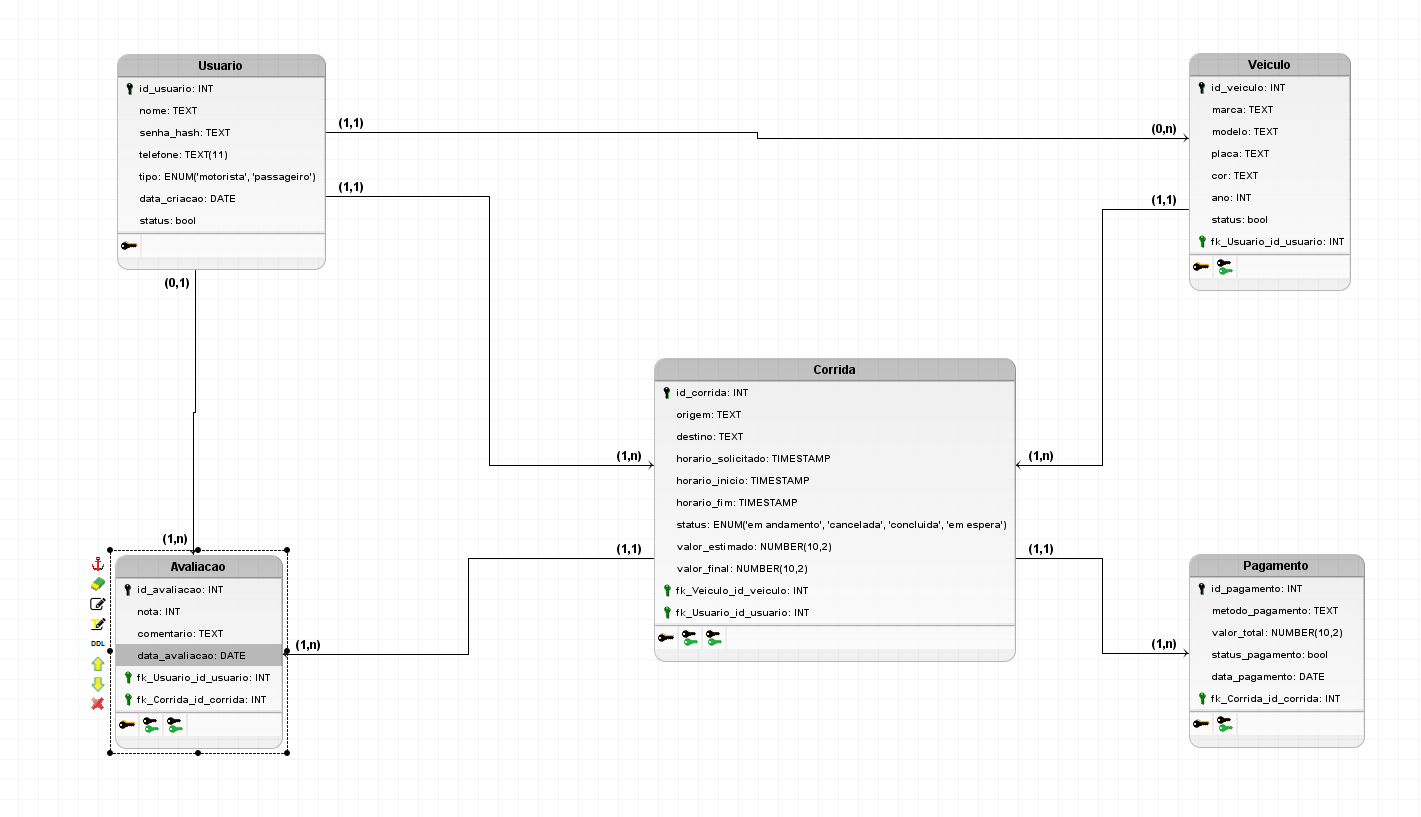 Usuario
id_usuario: INT
nome: TEXT
senha_hash: TEXT
telefone: TEXT(11)
tipo: ENUM('motorista', 'passageiro')
data_criacao: DATE
status: bool
(1,1)
(0,n)
(1,1)
(0,1)
Veiculo
id_veiculo: INT
marca: TEXT
modelo: TEXT
placa: TEXT
cor: TEXT
ano: INT
status: bool
fk_Usuario_id_usuario: INT
(1,1)
Corrida
id_corrida: INT
origem: TEXT
destino: TEXT
horario_solicitado: TIMESTAMP
horario_inicio: TIMESTAMP
horario_fim: TIMESTAMP
status: ENUM('em andamento', 'cancelada', 'concluida', 'em espera')
valor_estimado: NUMBER(10,2)
valor_final: NUMBER(10,2)
fk_Veiculo_id_veiculo: INT
fk_Usuario_id_usuario: INT
(1,n)
(1,n)
(1,1)
(1,1)
(1,n)
Avaliacao
id_avaliacao: INT
nota: INT
comentario: TEXT
data_avaliacao: DATE
fk_Usuario_id_usuario: INT
fk_Corrida_id_corrida: INT
DDL
(1,n)
(1,n)
Pagamento
id_pagamento: INT
metodo_pagamento: TEXT
valor_total: NUMBER(10,2)
status_pagamento: bool
data_pagamento: DATE
fk_Corrida_id_corrida: INT